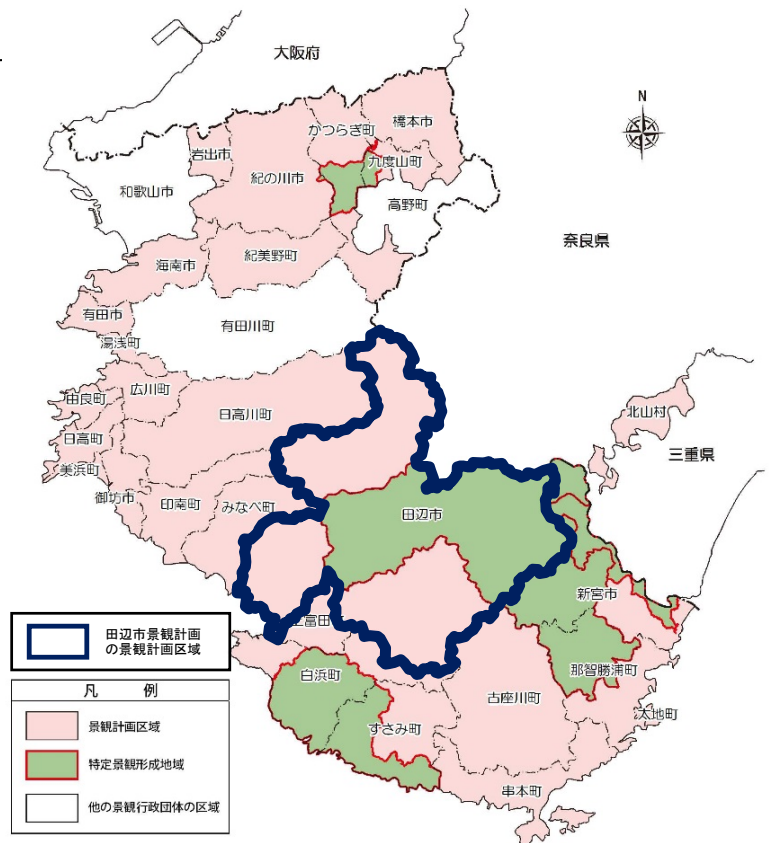 大阪府
N
橋本市
かつらぎ町
岩出市
九度山町
紀の川市
和歌山市
高野町
奈良県
紀美野町
海南市
有田市
有田川町
湯浅町
広川町
由良町
日高川町
北山村
日高町
三重県
美浜町
御坊市
印南町
みなべ町
田辺市
新宮市
上富田
那智勝浦町
白浜町
古座川町
太地町
すさみ町
串本町
田辺市景観計画
の景観計画区域
凡 例
景観計画区域
特定景観形成地域
他の景観行政団体の区域